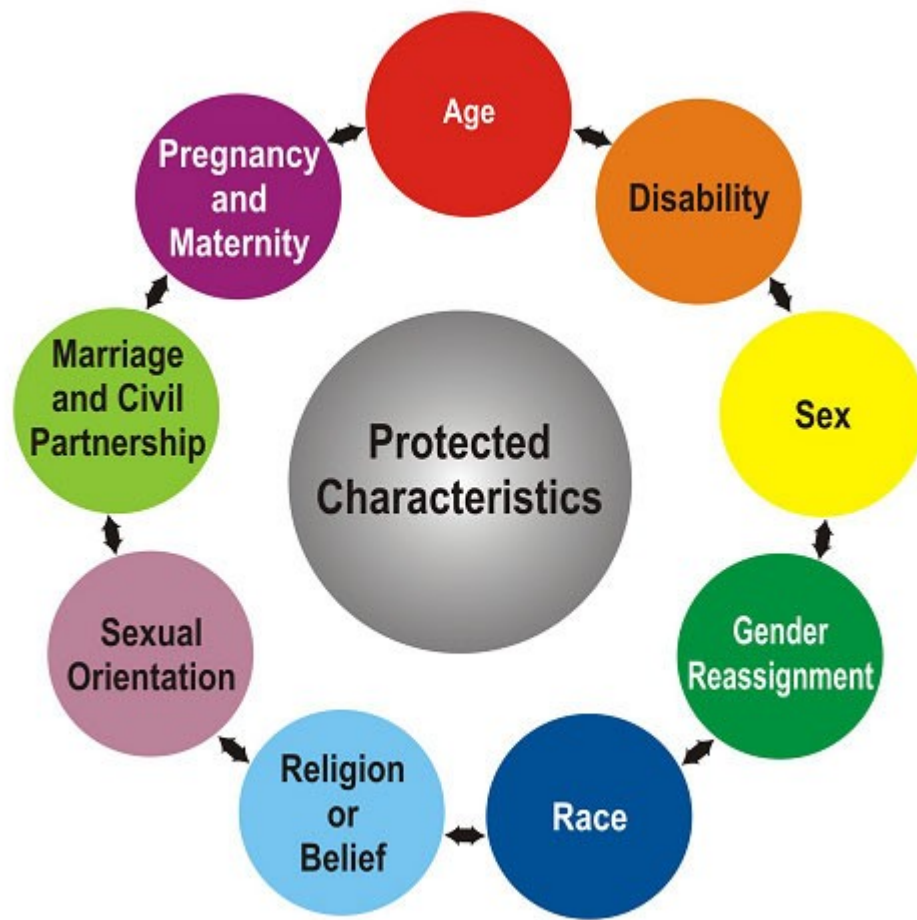 Age
Disability
Sex
Gender
Reassignment
Race
Religion
or
Belief
Sexual
Orientation
Marriage
and Civil
Partnership
Pregnancy
and
Maternity
Protected
Characteristics